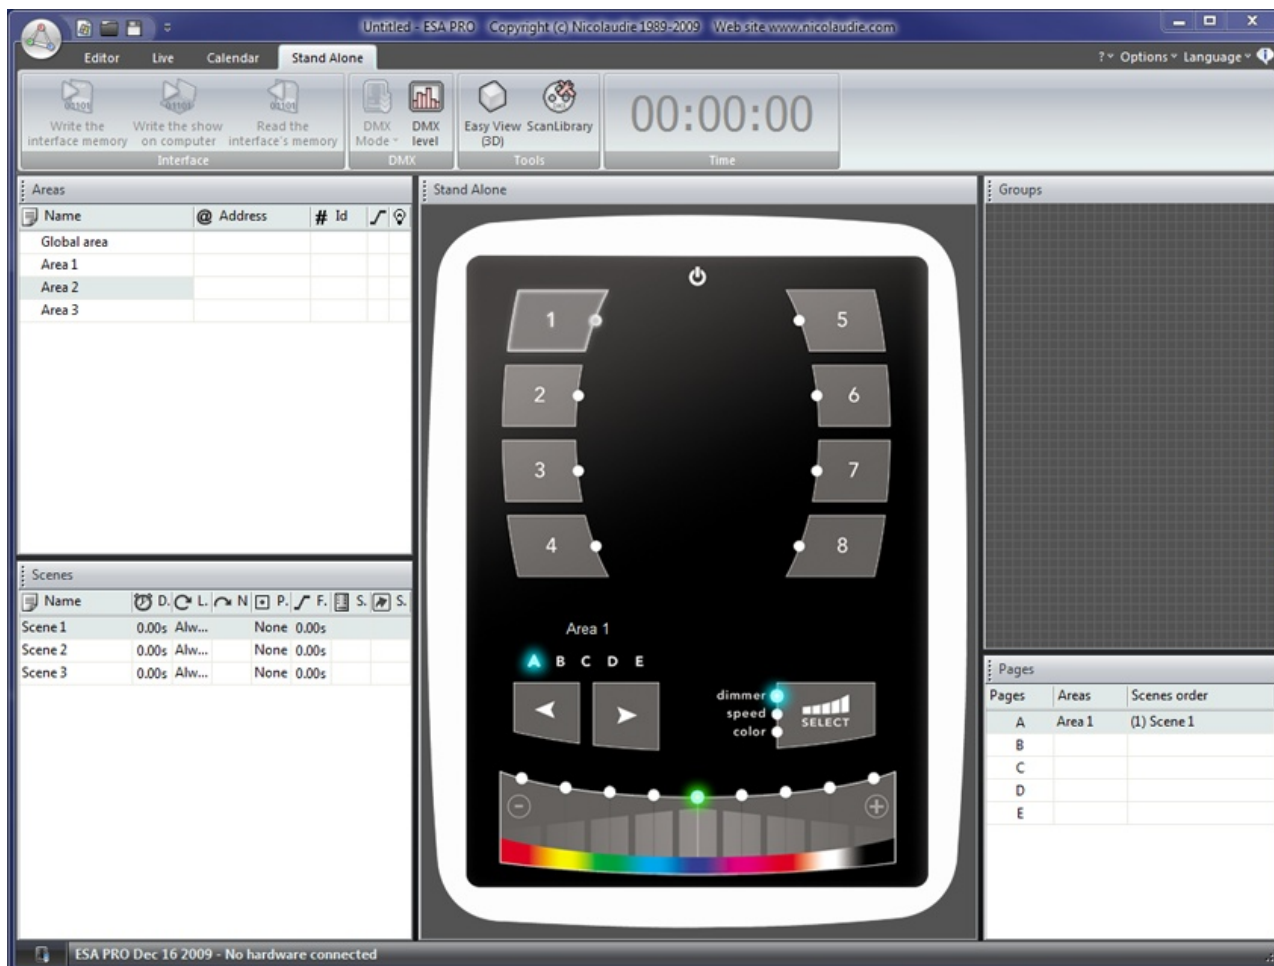 Untitled - ESA PRO Copyright (c) Nicolaudie 1989-2009 Web site www.nicolaudie.com
Editor Live Calendar Stand Alone
? Options Language
Write the interface memory
Write the show on computer
Read the interface's memory
Interface
DMX Mode
DMX level
DMX
Easy View (3D)
ScanLibrary
Tools
00:00:00
Time
Areas
Name @ Address # Id
Global area
Area 1
Area 2
Area 3
Scenes
Name D. L. N P. F. S. S.
Scene 1 0.00s Alw... None 0.00s
Scene 2 0.00s Alw... None 0.00s
Scene 3 0.00s Alw... None 0.00s
Stand Alone
1 5
2 6
3 7
4 8
Area 1
A B C D E
dimmer
speed
color
SELECT
Groups
Pages
Pages Areas Scenes order
A Area 1 (1) Scene 1
B
C
D
E
ESA PRO Dec 16 2009 - No hardware connected